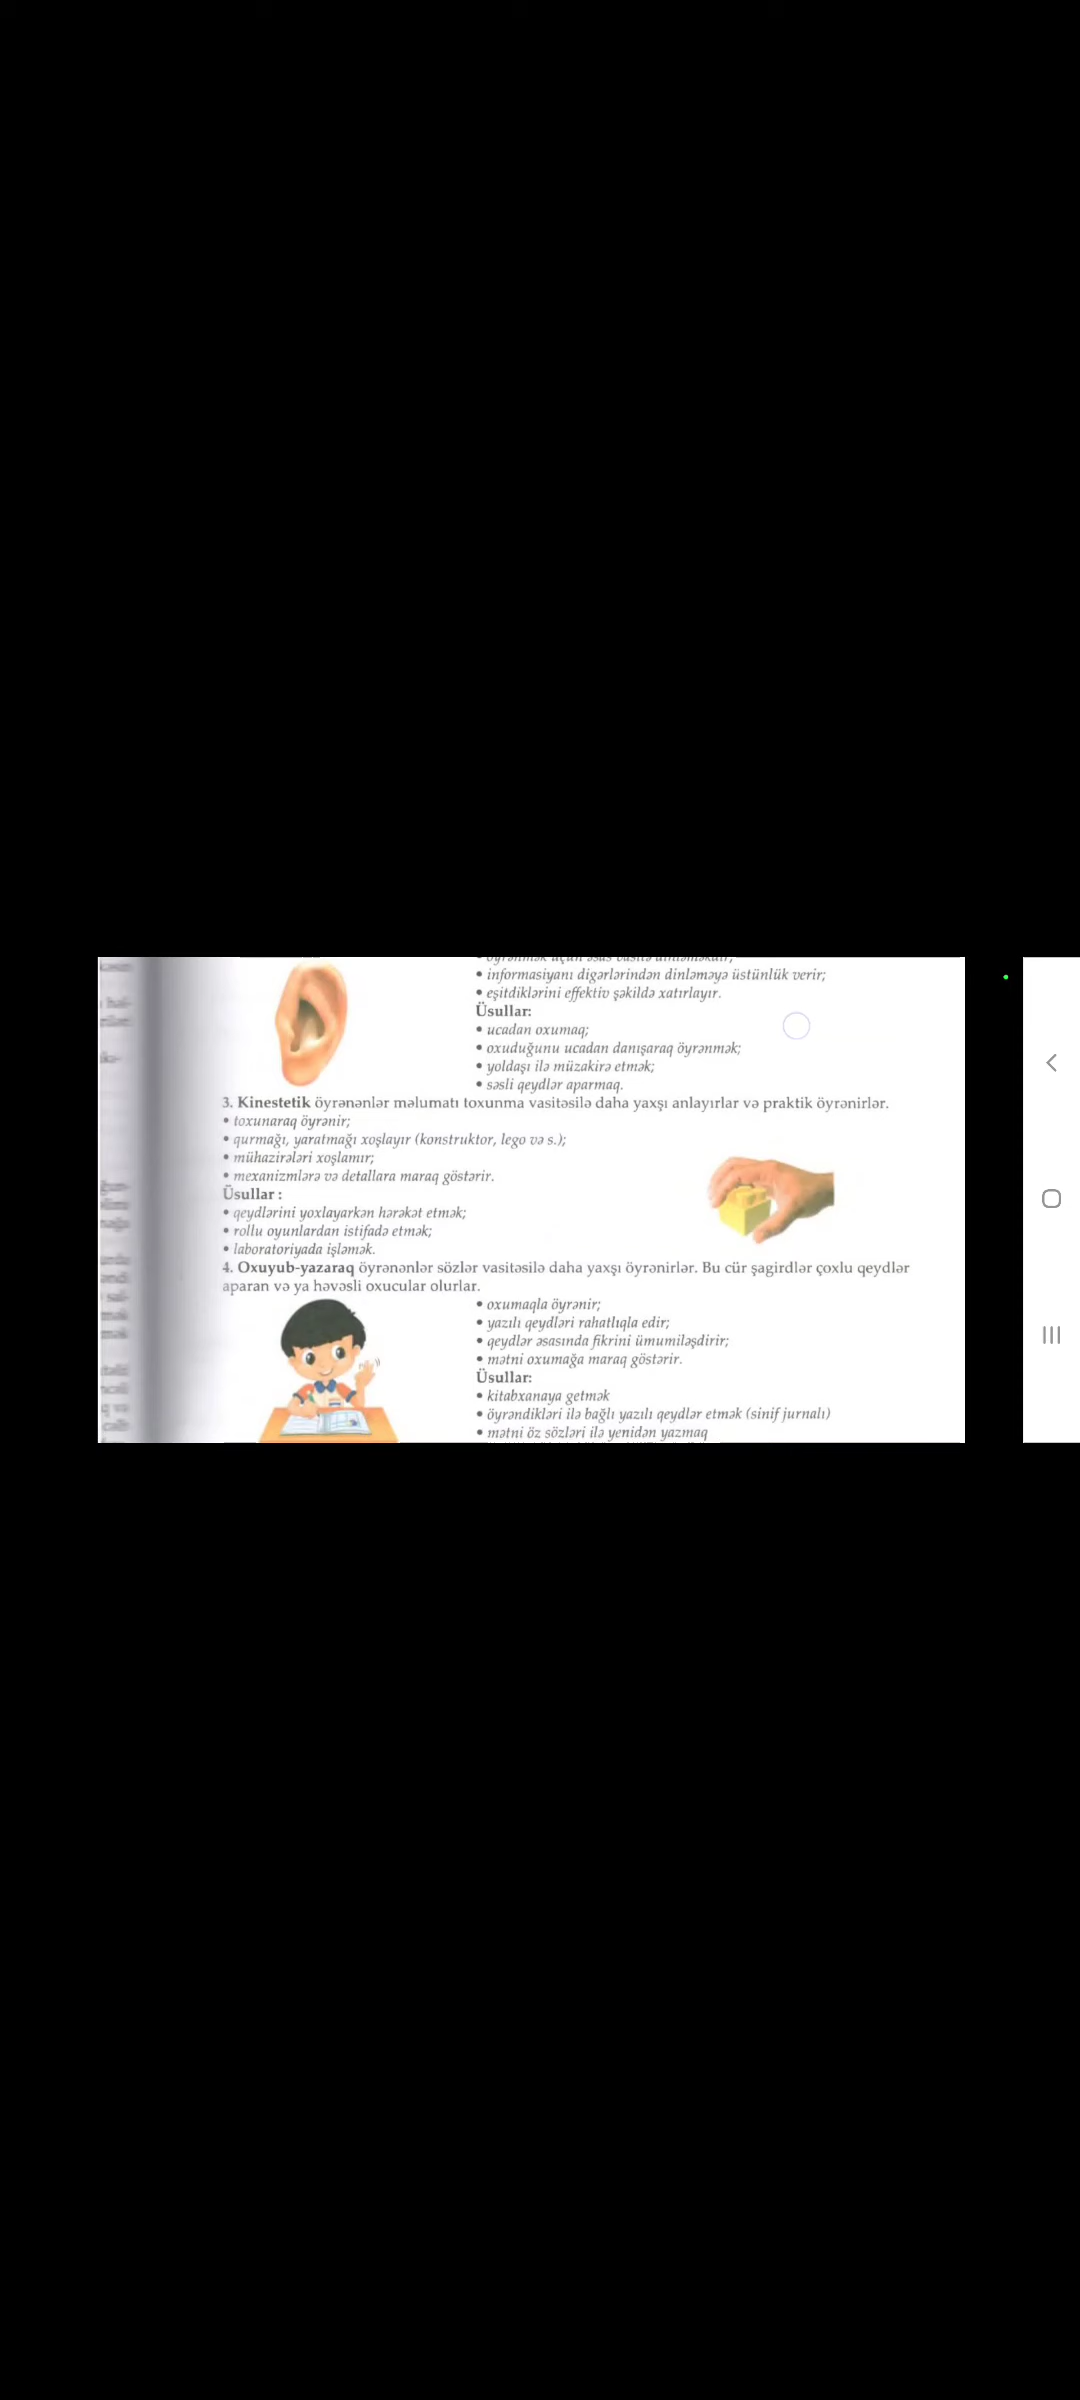 • öyrənmək üçün əsas vasitə dinləməkdir;
• informasiyanı digərlərindən dinləməyə üstünlük verir;
• eşitdiklərini effektiv şəkildə xatırlayır.
Üsullar:
• ucadan oxumaq;
• oxuduğunu ucadan danışaraq öyrənmək;
• yoldaşı ilə müzakirə etmək;
• səsli qeydlər aparmaq.
3. Kinestetik öyrənənlər məlumatı toxunma vasitəsilə daha yaxşı anlayırlar və praktik öyrənirlər.
• toxunaraq öyrənir;
• qurmağı, yaratmağı xoşlayır (konstruktor, lego və s.);
• mühazirələri xoşlamır;
• mexanizmlərə və detallara maraq göstərir.
Üsullar :
• qeydlərini yoxlayarkən hərəkət etmək;
• rollu oyunlardan istifadə etmək;
• laboratoriyada işləmək.
4. Oxuyub-yazaraq öyrənənlər sözlər vasitəsilə daha yaxşı öyrənirlər. Bu cür şagirdlər çoxlu qeydlər
aparan və ya həvəsli oxucular olurlar.
• oxumaqla öyrənir;
• yazılı qeydləri rahatlıqla edir;
• qeydlər əsasında fikrini ümumiləşdirir;
• mətni oxumağa maraq göstərir.
Üsullar:
• kitabxanaya getmək
• öyrəndikləri ilə bağlı yazılı qeydlər etmək (sinif jurnalı)
• mətni öz sözləri ilə yenidən yazmaq